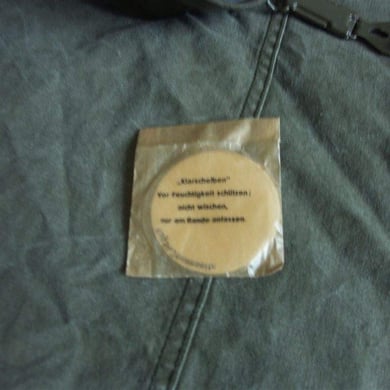 „Klarscheiben"
Vor Feuchtigkeit schützen;
nicht wischen,
nur am Rande anfassen.